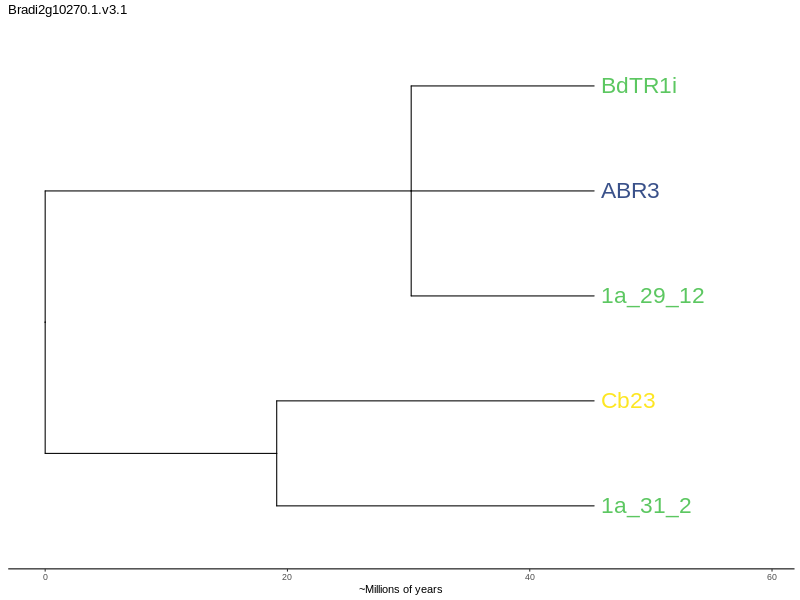 Bradi2g10270.1.v3.1
BdTR1i
ABR3
1a_29_12
Cb23
1a_31_2
0 20 40 60
~Millions of years